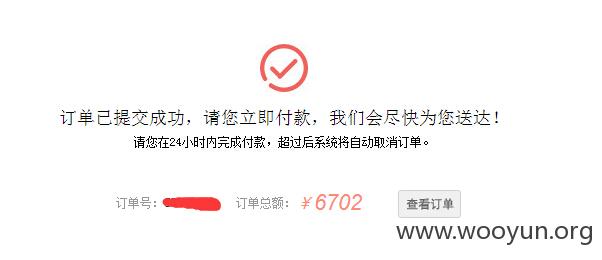 订单已提交成功，请您立即付款，我们会尽快为您送达！
请您在24小时内完成付款，超过后系统将自动取消订单。
订单号： 订单总额：￥6702 查看订单
www.wooyun.org